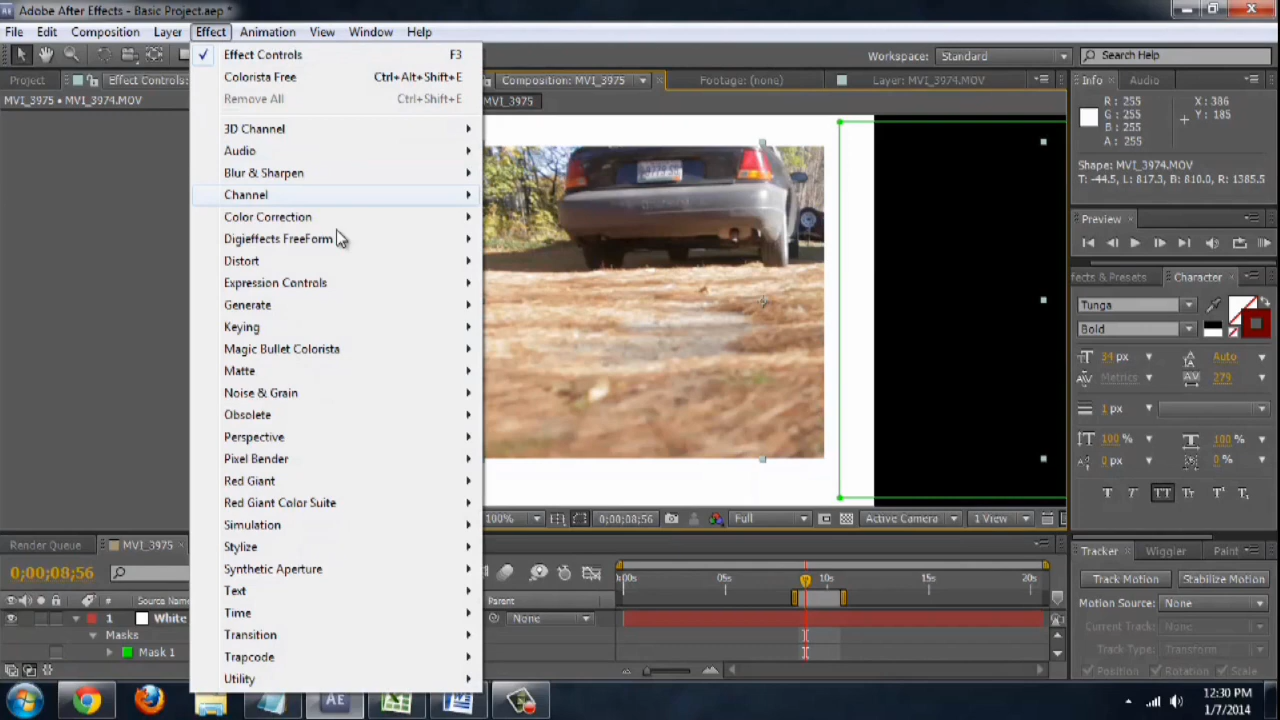 Adobe After Effects - Basic Project.aep *
File Edit Composition Layer Effect Animation View Window Help
Workspace: Standard Search Help
Project Effect Controls: Composition: MVI_3975 Footage: (none) Layer: MVI_3974.MOV Info Audio
MVI_3975 • MVI_3974.MOV
MVI_3975
Effect Controls F3
Colorista Free Ctrl+Alt+Shift+E
Remove All Ctrl+Shift+E
3D Channel
Audio
Blur & Sharpen
Channel
Color Correction
Digieffects FreeForm
Distort
Expression Controls
Generate
Keying
Magic Bullet Colorista
Matte
Noise & Grain
Obsolete
Perspective
Pixel Bender
Red Giant
Red Giant Color Suite
Simulation
Stylize
Synthetic Aperture
Text
Time
Transition
Trapcode
Utility
R: 255 X: 386
G: 255 Y: 185
B: 255
A: 255
Shape: MVI_3974.MOV
T: -44.5, L: 817.3, B: 810.0, R: 1385.5
Preview
ffects & Presets Character
Tunga
Bold
34 px Auto
Metrics 279
1 px
100 % 100 %
0 px 0 %
T T TT Tr T¹ T₁
100% 0;00;08;56 Full Active Camera 1 View
Render Queue MVI_3975
0;00;08;56
:00s 05s 10s 15s 20s
Source Name Parent
1 White None
Masks
Mask 1
Tracker Wiggler Paint
Track Motion Stabilize Motion
Motion Source: None
Current Track: None
Track Type: Transform
Position Rotation Scale
Ae
12:30 PM
1/7/2014